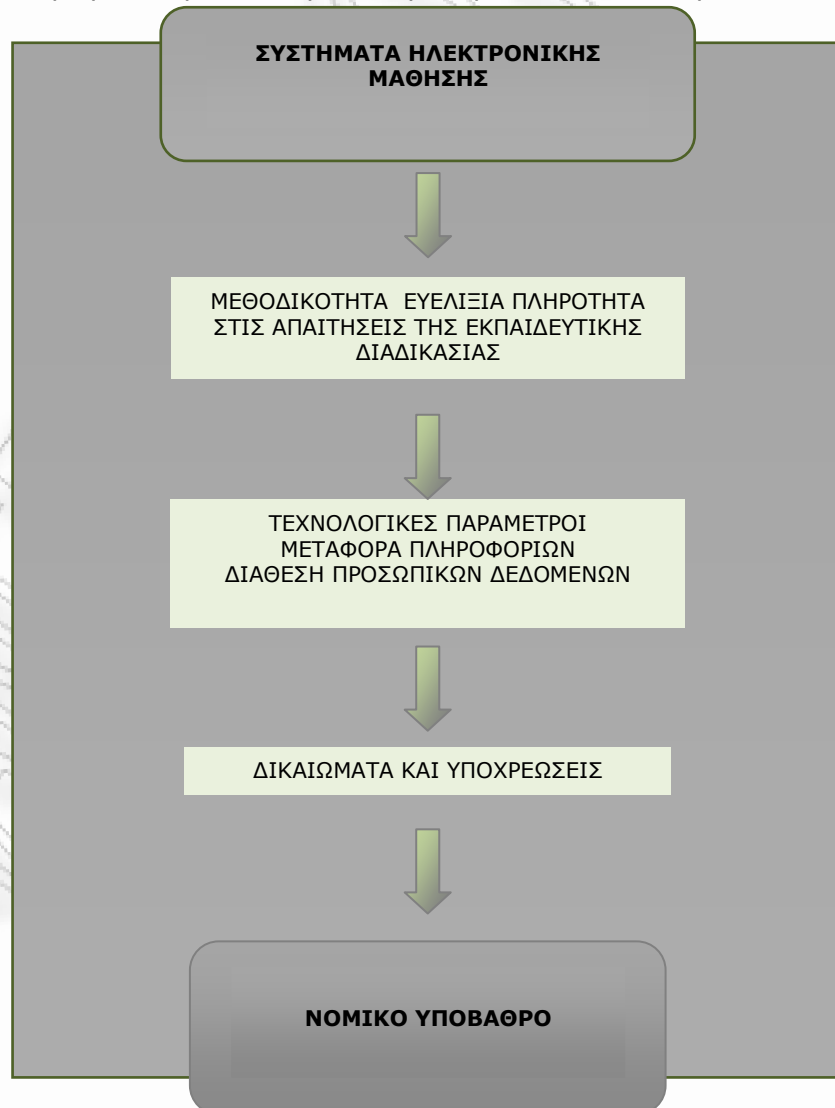 ΣΥΣΤΗΜΑΤΑ ΗΛΕΚΤΡΟΝΙΚΗΣ
ΜΑΘΗΣΗΣ
ΜΕΘΟΔΙΚΟΤΗΤΑ ΕΥΕΛΙΞΙΑ ΠΛΗΡΟΤΗΤΑ
ΣΤΙΣ ΑΠΑΙΤΗΣΕΙΣ ΤΗΣ ΕΚΠΑΙΔΕΥΤΙΚΗΣ
ΔΙΑΔΙΚΑΣΙΑΣ
ΤΕΧΝΟΛΟΓΙΚΕΣ ΠΑΡΑΜΕΤΡΟΙ
ΜΕΤΑΦΟΡΑ ΠΛΗΡΟΦΟΡΙΩΝ
ΔΙΑΘΕΣΗ ΠΡΟΣΩΠΙΚΩΝ ΔΕΔΟΜΕΝΩΝ
ΔΙΚΑΙΩΜΑΤΑ ΚΑΙ ΥΠΟΧΡΕΩΣΕΙΣ
ΝΟΜΙΚΟ ΥΠΟΒΑΘΡΟ